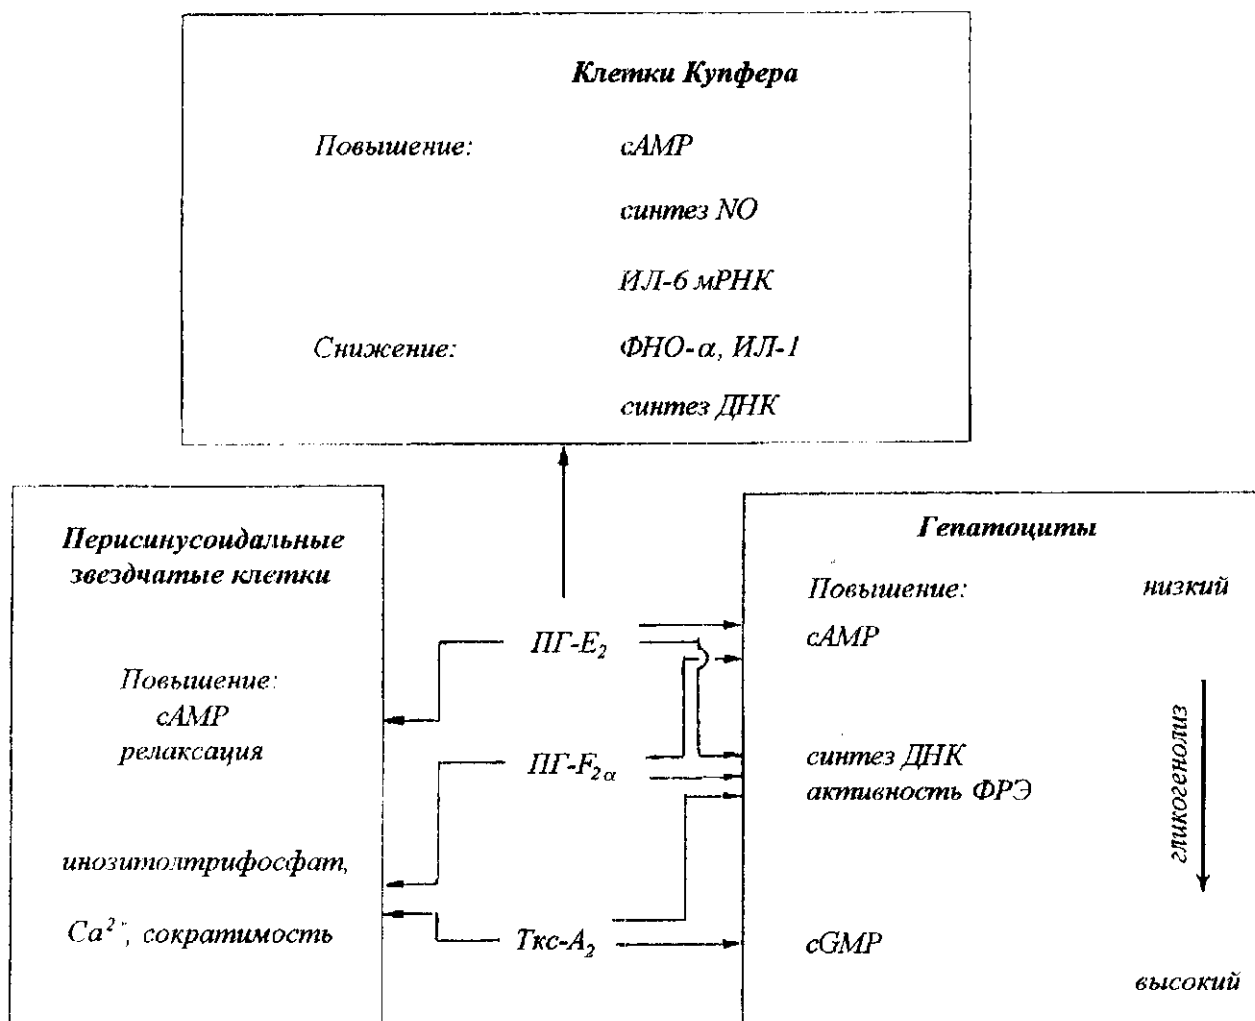 Клетки Купфера
Повышение: cAMP
синтез NO
ИЛ-6 мРНК
Снижение: ФНО-α, ИЛ-1
синтез ДНК
Перисинусоидальные
звездчатые клетки
Повышение:
cAMP
релаксация
инозитолтрифосфат,
Ca²⁺, сократимость
ПГ-E₂
ПГ-F₂α
Ткс-A₂
Гепатоциты
Повышение: низкий
cAMP
синтез ДНК
активность ФРЭ
гликогенолиз
cGMP
высокий